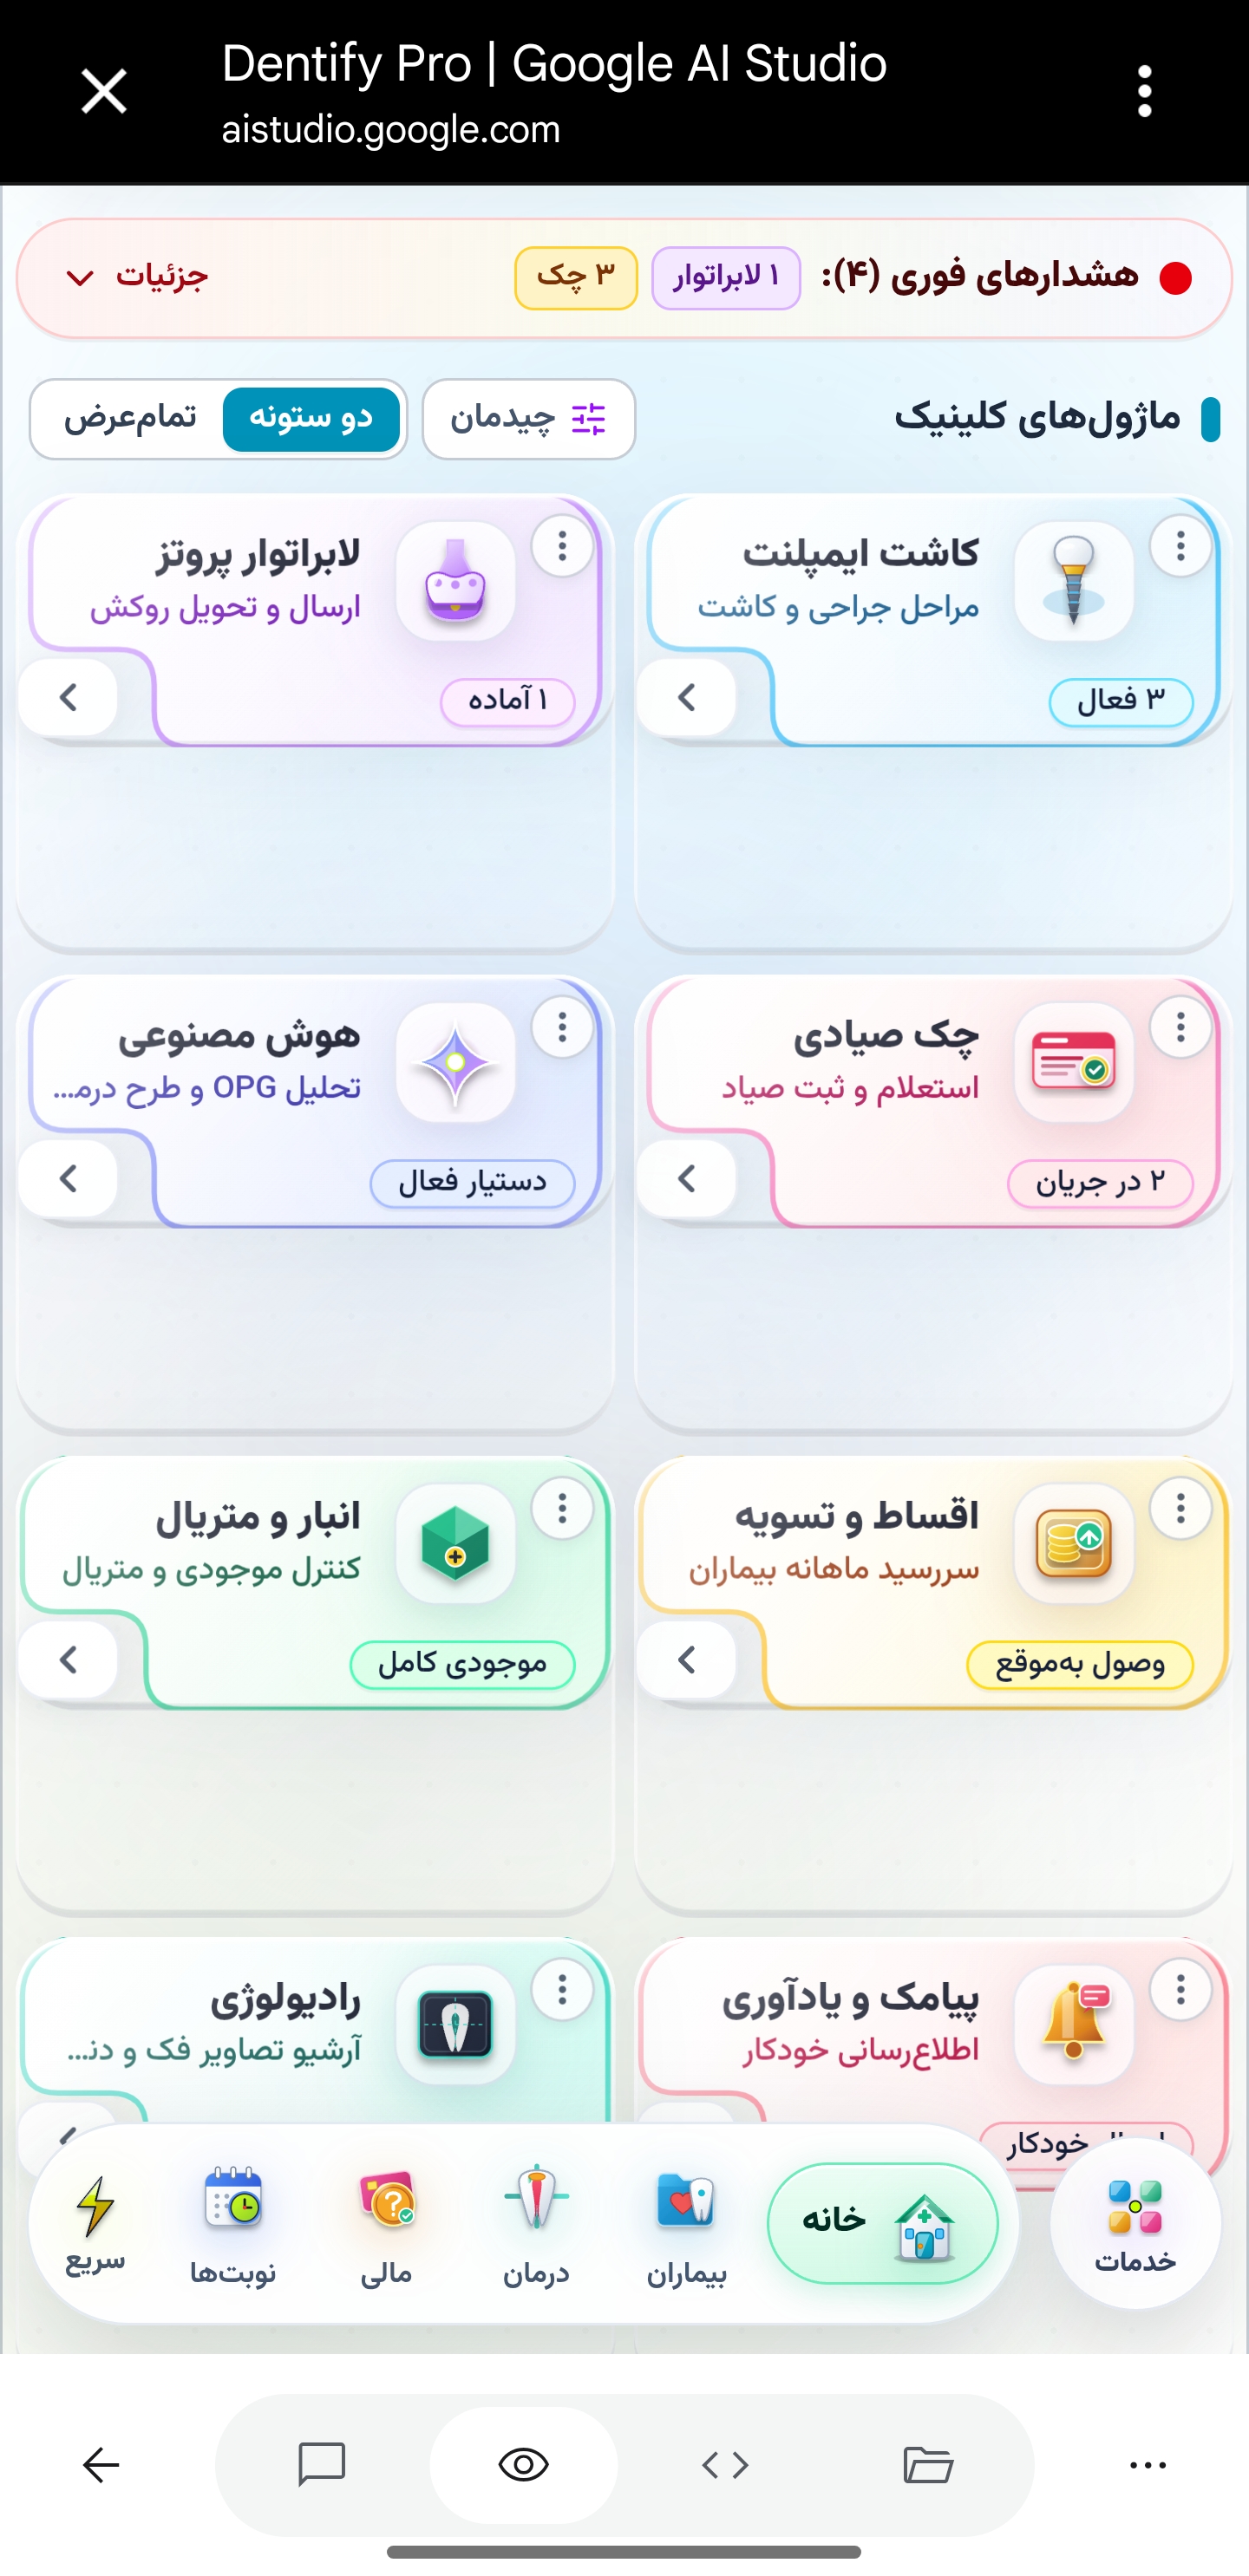 Dentify Pro | Google AI Studio
aistudio.google.com
هشدارهای فوری (۴): ۱ لابراتوار ۳ چک جزئیات
ماژول‌های کلینیک چیدمان دو ستونه تمام‌عرض
کاشت ایمپلنت
مراحل جراحی و کاشت
۳ فعال
لابراتوار پروتز
ارسال و تحویل روکش
۱ آماده
چک صیادی
استعلام و ثبت صیاد
۲ در جریان
هوش مصنوعی
تحلیل OPG و طرح درم...
دستیار فعال
اقساط و تسویه
سررسید ماهانه بیماران
وصول به‌موقع
انبار و متریال
کنترل موجودی و متریال
موجودی کامل
پیامک و یادآوری
اطلاع‌رسانی خودکار
خودکار
رادیولوژی
آرشیو تصاویر فک و دند...
خدمات
خانه
بیماران
درمان
مالی
نوبت‌ها
سریع